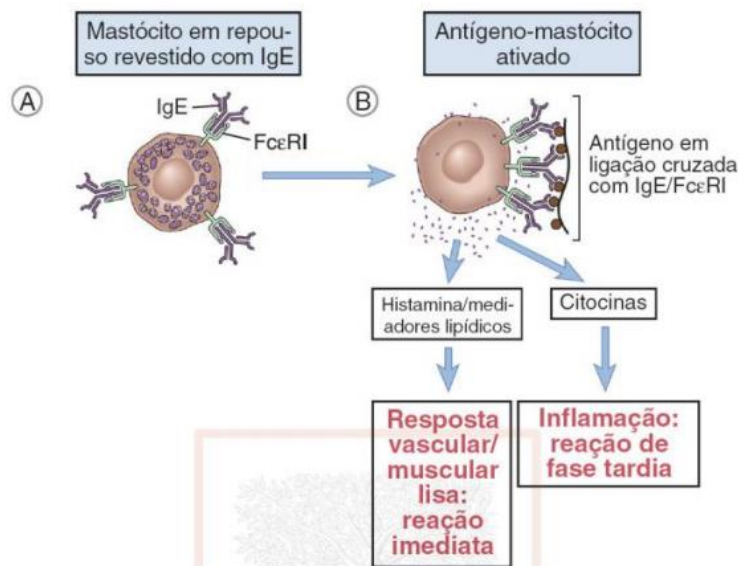 Mastócito em repou-
so revestido com IgE
Antígeno-mastócito
ativado
A
IgE
FcεRI
B
Antígeno em
ligação cruzada
com IgE/FcεRI
Histamina/medi-
adores lipídicos
Citocinas
Resposta
vascular/
muscular
lisa:
reação
imediata
Inflamação:
reação de
fase tardia